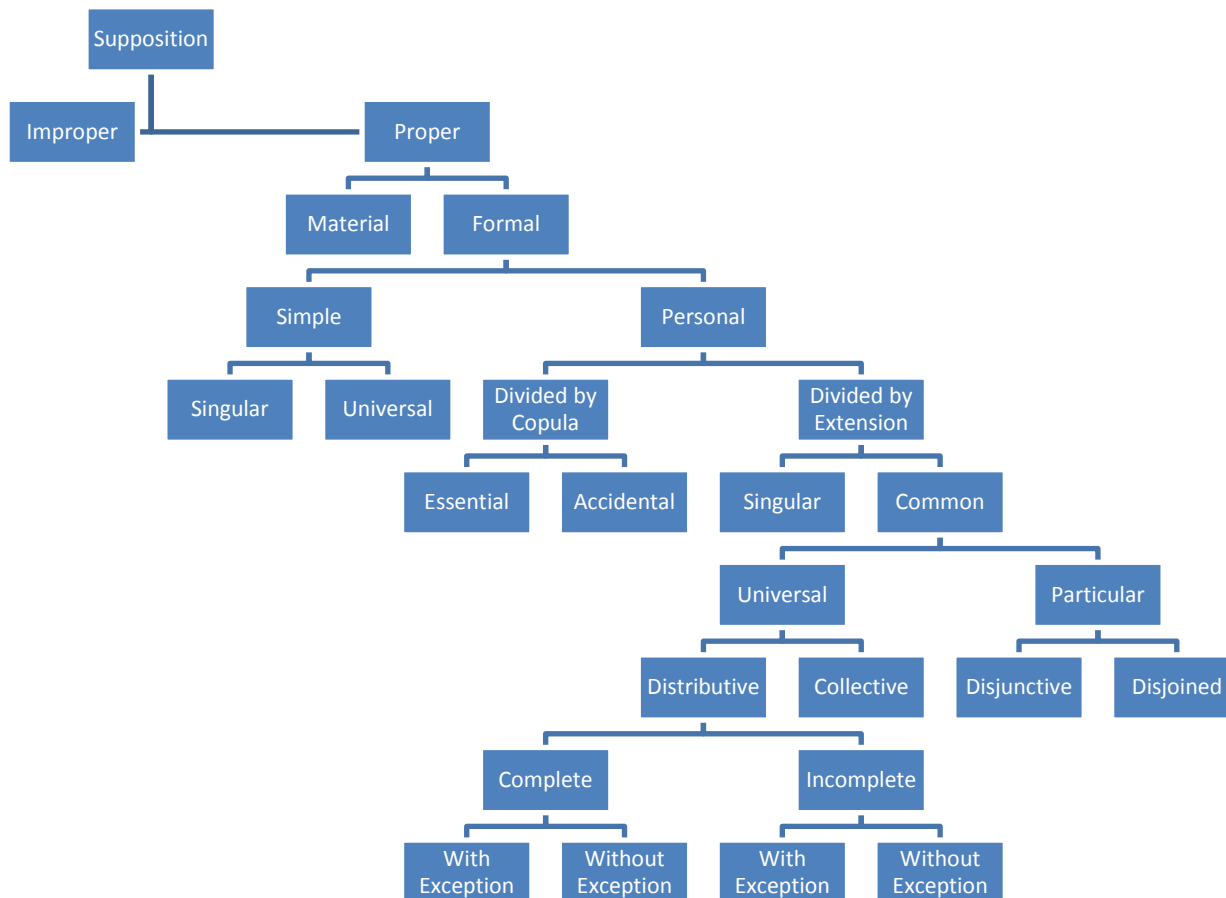 Supposition
Improper
Proper
Material
Formal
Simple
Personal
Singular
Universal
Divided by
Copula
Divided by
Extension
Essential
Accidental
Singular
Common
Universal
Particular
Distributive
Collective
Disjunctive
Disjoined
Complete
Incomplete
With
Exception
Without
Exception
With
Exception
Without
Exception